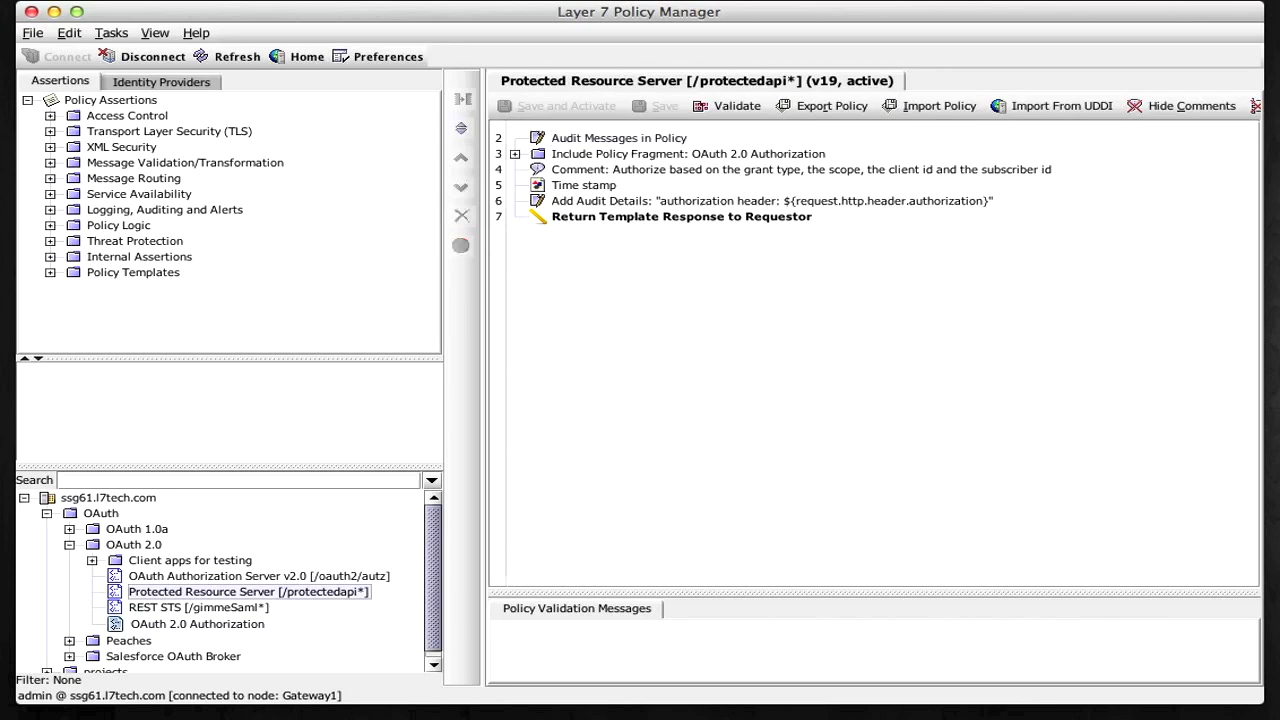 Layer 7 Policy Manager
File Edit Tasks View Help
Connect Disconnect Refresh Home Preferences
Assertions Identity Providers
Policy Assertions
Access Control
Transport Layer Security (TLS)
XML Security
Message Validation/Transformation
Message Routing
Service Availability
Logging, Auditing and Alerts
Policy Logic
Threat Protection
Internal Assertions
Policy Templates
Search
ssg61.l7tech.com
OAuth
OAuth 1.0a
OAuth 2.0
Client apps for testing
OAuth Authorization Server v2.0 [/oauth2/autz]
Protected Resource Server [/protectedapi*]
REST STS [/gimmeSaml*]
OAuth 2.0 Authorization
Peaches
Salesforce OAuth Broker
projects
Filter: None
admin @ ssg61.l7tech.com [connected to node: Gateway1]
Protected Resource Server [/protectedapi*] (v19, active)
Save and Activate Save Validate Export Policy Import Policy Import From UDDI Hide Comments
2 Audit Messages in Policy
3 Include Policy Fragment: OAuth 2.0 Authorization
4 Comment: Authorize based on the grant type, the scope, the client id and the subscriber id
5 Time stamp
6 Add Audit Details: "authorization header: ${request.http.header.authorization}"
7 Return Template Response to Requestor
Policy Validation Messages